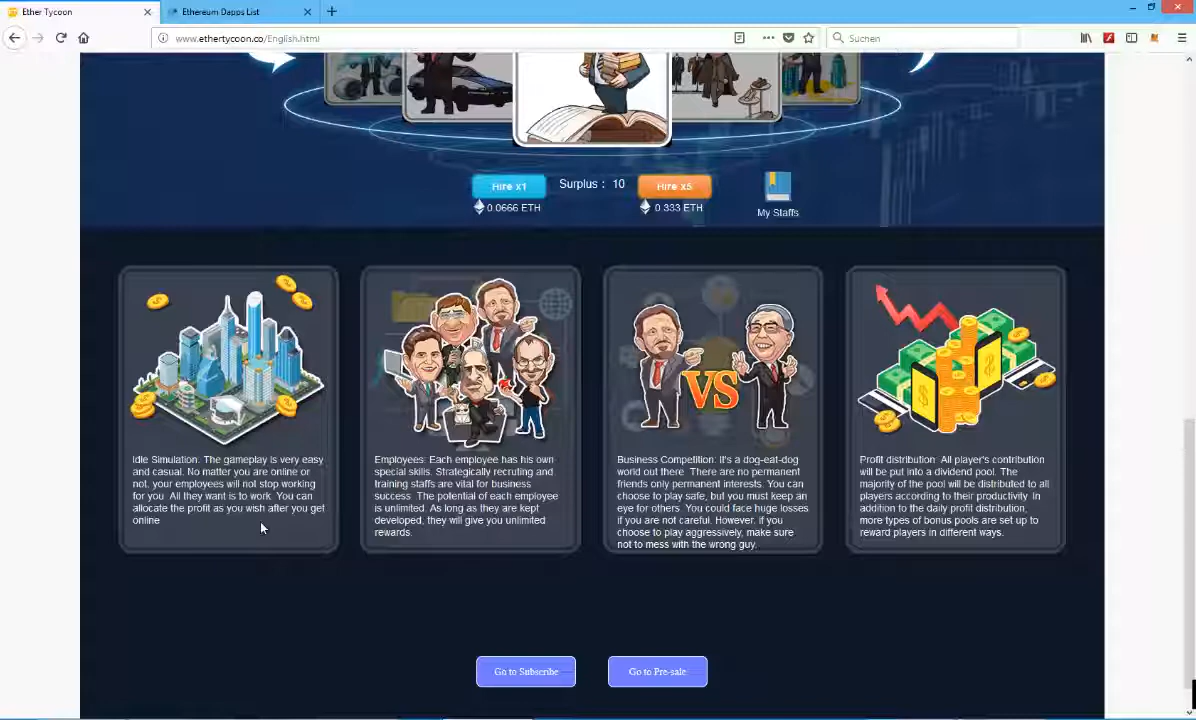 Ether Tycoon
Ethereum Dapps List
www.ethertycoon.co/English.html
Suchen
Hire x1
Surplus : 10
Hire x5
0.0666 ETH
0.333 ETH
My Staffs
VS
Idle Simulation. The gameplay is very easy
and casual. No matter you are online or
not, your employees will not stop working
for you. All they want is to work. You can
allocate the profit as you wish after you get
online
Employees: Each employee has his own
special skills. Strategically recruting and
training staffs are vital for business
success. The potential of each employee
is unlimited. As long as they are kept
developed, they will give you unlimited
rewards.
Business Competition: It's a dog-eat-dog
world out there. There are no permanent
friends only permanent interests. You can
choose to play safe, but you must keep an
eye for others. You could face huge losses
if you are not careful. However, if you
choose to play aggressively, make sure
not to mess with the wrong guy.
Profit distribution: All player's contribution
will be put into a dividend pool. The
majority of the pool will be distributed to all
players according to their productivity. In
addition to the daily profit distribution,
more types of bonus pools are set up to
reward players in different ways.
Go to Subscribe
Go to Pre-sale